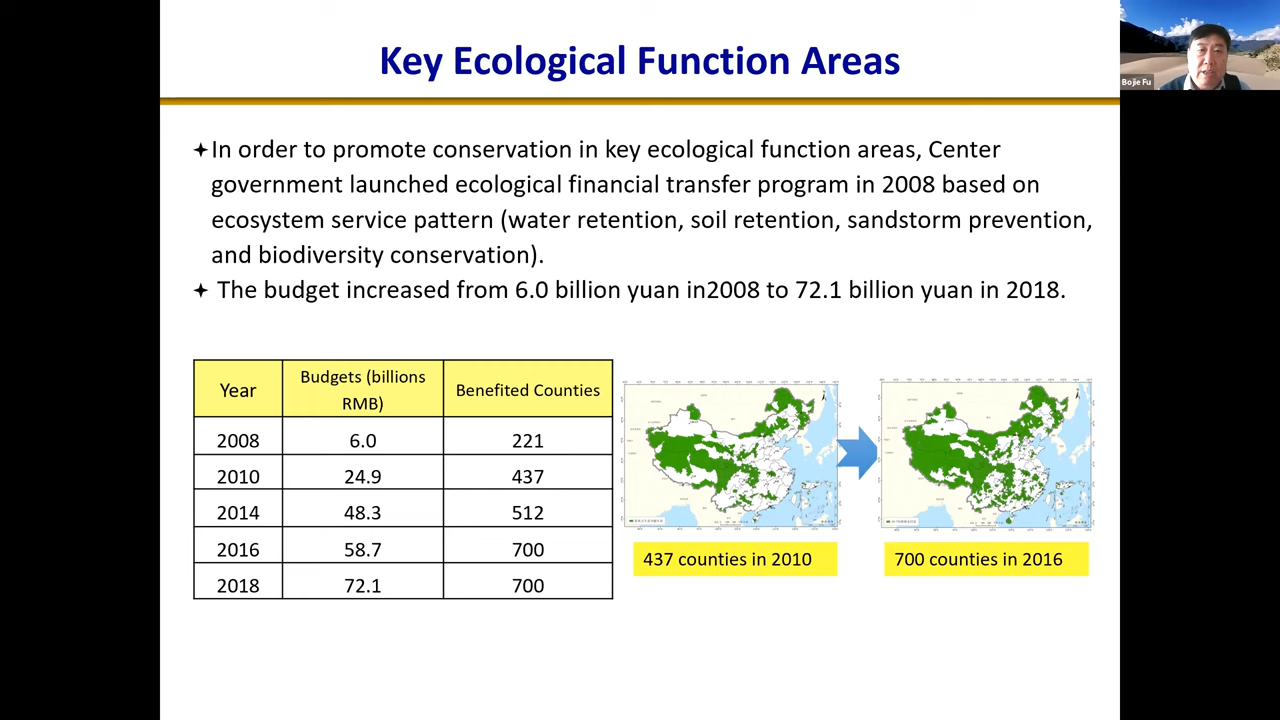 Key Ecological Function Areas
Bojie Fu
In order to promote conservation in key ecological function areas, Center
government launched ecological financial transfer program in 2008 based on
ecosystem service pattern (water retention, soil retention, sandstorm prevention,
and biodiversity conservation).
The budget increased from 6.0 billion yuan in2008 to 72.1 billion yuan in 2018.
Year Budgets (billions RMB) Benefited Counties
2008 6.0 221
2010 24.9 437
2014 48.3 512
2016 58.7 700
2018 72.1 700
437 counties in 2010
700 counties in 2016